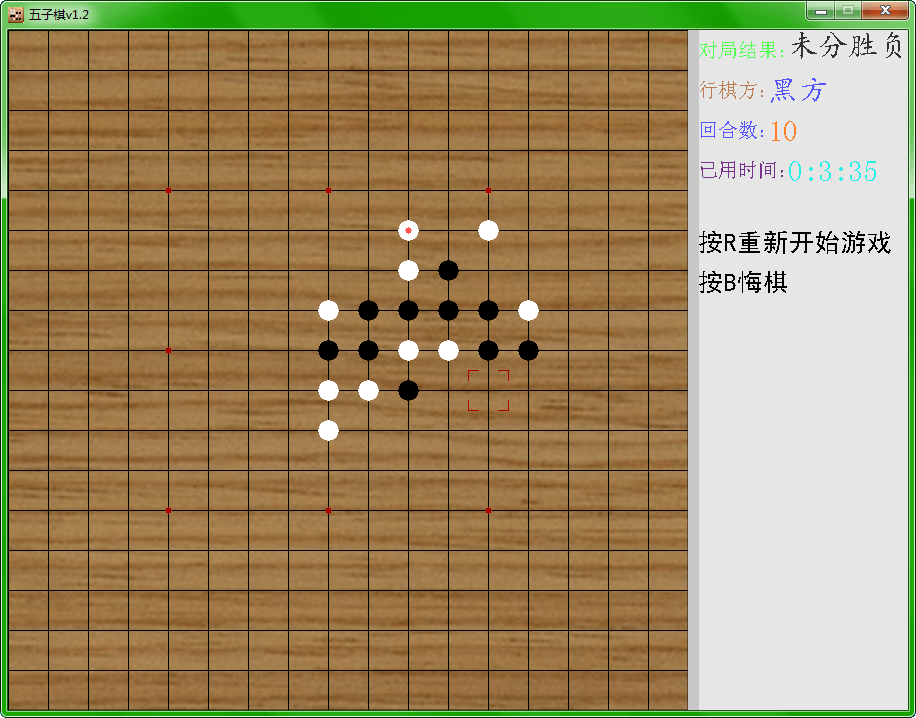 五子棋v1.2
对局结果: 未分胜负
行棋方: 黑方
回合数: 10
已用时间: 0:3:35
按R重新开始游戏
按B悔棋